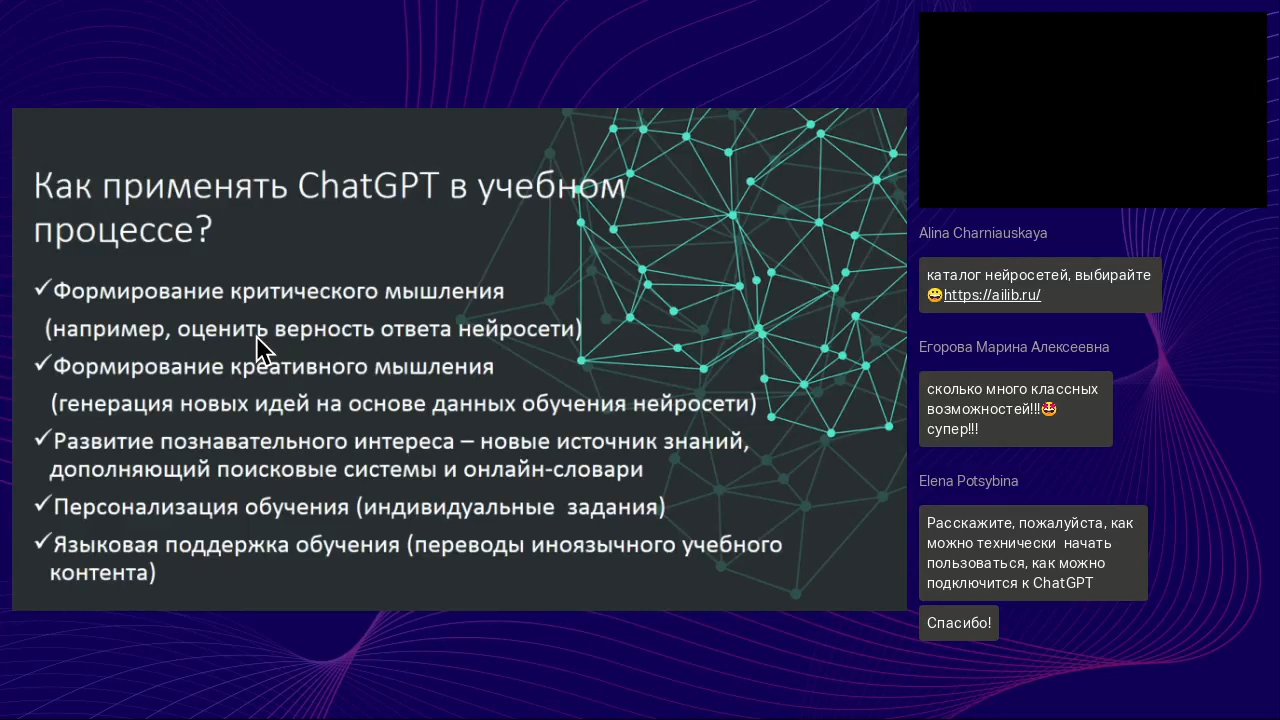 Как применять ChatGPT в учебном
процессе?
✓Формирование критического мышления
(например, оценить верность ответа нейросети)
✓Формирование креативного мышления
(генерация новых идей на основе данных обучения нейросети)
✓Развитие познавательного интереса – новые источник знаний,
дополняющий поисковые системы и онлайн-словари
✓Персонализация обучения (индивидуальные задания)
✓Языковая поддержка обучения (переводы иноязычного учебного
контента)
Alina Charniauskaya
каталог нейросетей, выбирайте
😀https://ailib.ru/
Егорова Марина Алексеевна
сколько много классных
возможностей!!!🤩
супер!!!
Elena Potsybina
Расскажите, пожалуйста, как
можно технически начать
пользоваться, как можно
подключится к ChatGPT
Спасибо!